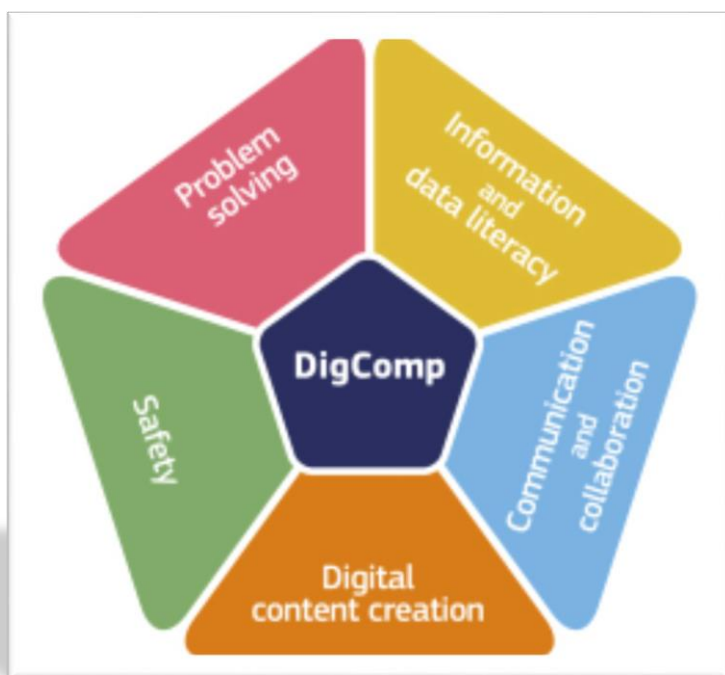 Problem
solving
Information
and
data literacy
DigComp
Safety
Communication
and
collaboration
Digital
content creation